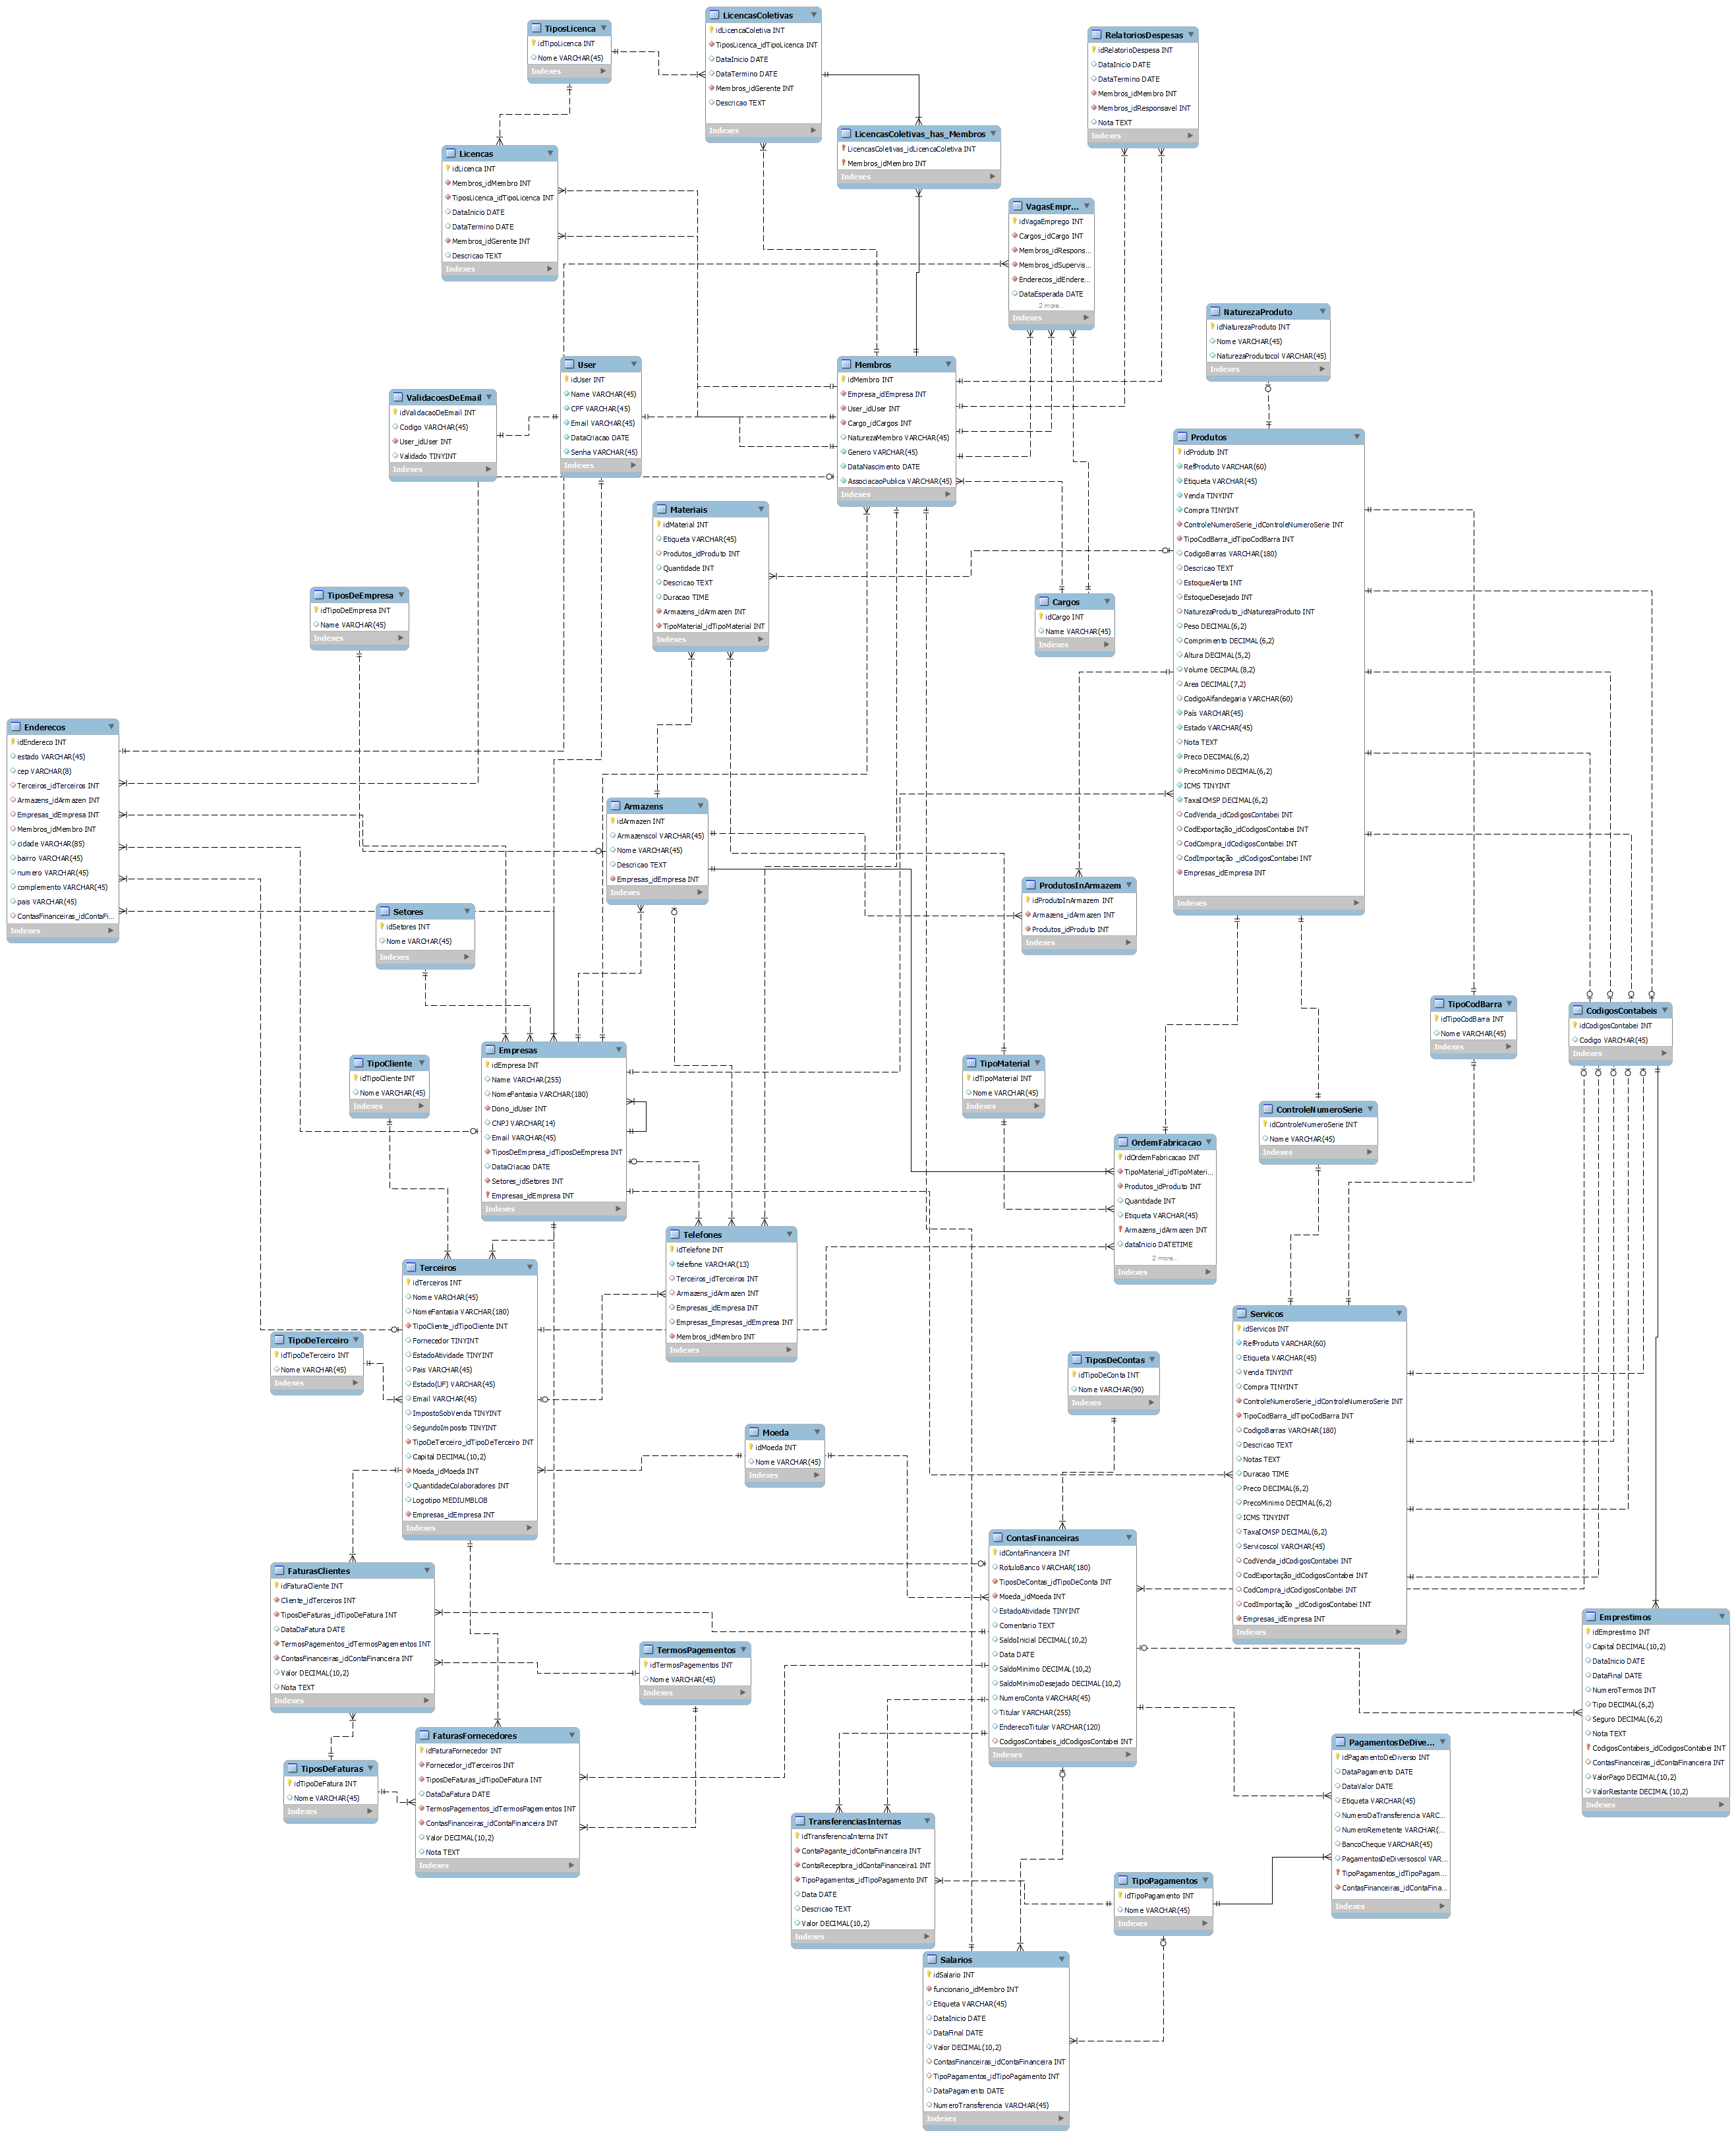 TiposLicenca
idTipoLicenca INT
Nome VARCHAR(45)
Indexes
LicencasColetivas
idLicencaColetiva INT
TiposLicenca_idTipoLicenca INT
DataInicio DATE
DataTermino DATE
Membros_idGerente INT
Descricao TEXT
Indexes
RelatoriosDespesas
idRelatorioDespesa INT
DataInicio DATE
DataTermino DATE
Membros_idMembro INT
Membros_idResponsavel INT
Nota TEXT
Indexes
LicencasColetivas_has_Membros
LicencasColetivas_idLicencaColetiva INT
Membros_idMembro INT
Indexes
Licencas
idLicenca INT
Membros_idMembro INT
TiposLicenca_idTipoLicenca INT
DataInicio DATE
DataTermino DATE
Membros_idGerente INT
Descricao TEXT
Indexes
VagasEmpr...
idVagaEmprego INT
Cargos_idCargo INT
Membros_idRespons...
Membros_idSupervis...
Enderecos_idEndere...
DataEsperada DATE
2 more...
Indexes
NaturezaProduto
idNaturezaProduto INT
Nome VARCHAR(45)
NaturezaProdutocol VARCHAR(45)
Indexes
User
idUser INT
Name VARCHAR(45)
CPF VARCHAR(45)
Email VARCHAR(45)
DataCriacao DATE
Senha VARCHAR(45)
Indexes
Membros
idMembro INT
Empresa_idEmpresa INT
User_idUser INT
Cargo_idCargos INT
NaturezaMembro VARCHAR(45)
Genero VARCHAR(45)
DataNascimento DATE
AssociacaoPublica VARCHAR(45)
Indexes
ValidacoesDeEmail
idValidacaoDeEmail INT
Codigo VARCHAR(45)
User_idUser INT
Validado TINYINT
Indexes
Produtos
idProduto INT
RefProduto VARCHAR(60)
Etiqueta VARCHAR(45)
Venda TINYINT
Compra TINYINT
ControleNumeroSerie_idControleNumeroSerie INT
TipoCodBarra_idTipoCodBarra INT
CodigoBarras VARCHAR(180)
Descricao TEXT
EstoqueAlerta INT
EstoqueDesejado INT
NaturezaProduto_idNaturezaProduto INT
Peso DECIMAL(6,2)
Comprimento DECIMAL(6,2)
Altura DECIMAL(5,2)
Volume DECIMAL(8,2)
Area DECIMAL(7,2)
CodigoAlfandegaria VARCHAR(60)
País VARCHAR(45)
Estado VARCHAR(45)
Nota TEXT
Preco DECIMAL(6,2)
PrecoMinimo DECIMAL(6,2)
ICMS TINYINT
TaxaICMSP DECIMAL(6,2)
CodVenda_idCodigosContabei INT
CodExportação_idCodigosContabei INT
CodCompra_idCodigosContabei INT
CodImportação _idCodigosContabei INT
Empresas_idEmpresa INT
Indexes
Materiais
idMaterial INT
Etiqueta VARCHAR(45)
Produtos_idProduto INT
Quantidade INT
Descricao TEXT
Duracao TIME
Armazens_idArmazen INT
TipoMaterial_idTipoMaterial INT
Indexes
TiposDeEmpresa
idTipoDeEmpresa INT
Name VARCHAR(45)
Indexes
Cargos
idCargo INT
Name VARCHAR(45)
Indexes
Enderecos
idEndereco INT
estado VARCHAR(45)
cep VARCHAR(8)
Terceiros_idTerceiros INT
Armazens_idArmazen INT
Empresas_idEmpresa INT
Membros_idMembro INT
cidade VARCHAR(85)
bairro VARCHAR(45)
numero VARCHAR(45)
complemento VARCHAR(45)
pais VARCHAR(45)
ContasFinanceiras_idContaFi...
Indexes
Armazens
idArmazen INT
Armazenscol VARCHAR(45)
Nome VARCHAR(45)
Descricao TEXT
Empresas_idEmpresa INT
Indexes
ProdutosInArmazem
idProdutoInArmazem INT
Armazens_idArmazen INT
Produtos_idProduto INT
Indexes
Setores
idSetores INT
Nome VARCHAR(45)
Indexes
TipoCodBarra
idTipoCodBarra INT
Nome VARCHAR(45)
Indexes
CodigosContabeis
idCodigosContabei INT
Codigo VARCHAR(45)
Indexes
Empresas
idEmpresa INT
Name VARCHAR(255)
NomeFantasia VARCHAR(180)
Dono_idUser INT
CNPJ VARCHAR(14)
Email VARCHAR(45)
TiposDeEmpresa_idTiposDeEmpresa INT
DataCriacao DATE
Setores_idSetores INT
Empresas_idEmpresa INT
Indexes
TipoCliente
idTipoCliente INT
Nome VARCHAR(45)
Indexes
TipoMaterial
idTipoMaterial INT
Nome VARCHAR(45)
Indexes
ControleNumeroSerie
idControleNumeroSerie INT
Nome VARCHAR(45)
Indexes
OrdemFabricacao
idOrdemFabricacao INT
TipoMaterial_idTipoMateri...
Produtos_idProduto INT
Quantidade INT
Etiqueta VARCHAR(45)
Armazens_idArmazen INT
dataInicio DATETIME
2 more...
Indexes
Telefones
idTelefone INT
telefone VARCHAR(13)
Terceiros_idTerceiros INT
Armazens_idArmazen INT
Empresas_idEmpresa INT
Empresas_Empresas_idEmpresa INT
Membros_idMembro INT
Indexes
Terceiros
idTerceiros INT
Nome VARCHAR(45)
NomeFantasia VARCHAR(180)
TipoCliente_idTipoCliente INT
Fornecedor TINYINT
EstadoAtividade TINYINT
Pais VARCHAR(45)
Estado(UF) VARCHAR(45)
Email VARCHAR(45)
ImpostoSobVenda TINYINT
SegundoImposto TINYINT
TipoDeTerceiro_idTipoDeTerceiro INT
Capital DECIMAL(10,2)
Moeda_idMoeda INT
QuantidadeColaboradores INT
Logotipo MEDIUMBLOB
Empresas_idEmpresa INT
Indexes
TipoDeTerceiro
idTipoDeTerceiro INT
Nome VARCHAR(45)
Indexes
Servicos
idServicos INT
RefProduto VARCHAR(60)
Etiqueta VARCHAR(45)
Venda TINYINT
Compra TINYINT
ControleNumeroSerie_idControleNumeroSerie INT
TipoCodBarra_idTipoCodBarra INT
CodigoBarras VARCHAR(180)
Descricao TEXT
Notas TEXT
Duracao TIME
Preco DECIMAL(6,2)
PrecoMinimo DECIMAL(6,2)
ICMS TINYINT
TaxaICMSP DECIMAL(6,2)
Servicoscol VARCHAR(45)
CodVenda_idCodigosContabei INT
CodExportação_idCodigosContabei INT
CodCompra_idCodigosContabei INT
CodImportação _idCodigosContabei INT
Empresas_idEmpresa INT
Indexes
TiposDeContas
idTipoDeConta INT
Nome VARCHAR(90)
Indexes
Moeda
idMoeda INT
Nome VARCHAR(45)
Indexes
ContasFinanceiras
idContaFinanceira INT
RotuloBanco VARCHAR(180)
TiposDeContas_idTipoDeConta INT
Moeda_idMoeda INT
EstadoAtividade TINYINT
Comentario TEXT
SaldoInicial DECIMAL(10,2)
Data DATE
SaldoMinimo DECIMAL(10,2)
SaldoMinimoDesejado DECIMAL(10,2)
NumeroConta VARCHAR(45)
Titular VARCHAR(255)
EnderecoTitular VARCHAR(120)
CodigosContabeis_idCodigosContabei INT
Indexes
FaturasClientes
idFaturaCliente INT
Cliente_idTerceiros INT
TiposDeFaturas_idTipoDeFatura INT
DataDaFatura DATE
TermosPagementos_idTermosPagementos INT
ContasFinanceiras_idContaFinanceira INT
Valor DECIMAL(10,2)
Nota TEXT
Indexes
Emprestimos
idEmprestimo INT
Capital DECIMAL(10,2)
DataInicio DATE
DataFinal DATE
NumeroTermos INT
Tipo DECIMAL(6,2)
Seguro DECIMAL(6,2)
Nota TEXT
CodigosContabeis_idCodigosContabei INT
ContasFinanceiras_idContaFinanceira INT
ValorPago DECIMAL(10,2)
ValorRestante DECIMAL(10,2)
Indexes
TermosPagementos
idTermosPagementos INT
Nome VARCHAR(45)
Indexes
FaturasFornecedores
idFaturaFornecedor INT
Fornecedor_idTerceiros INT
TiposDeFaturas_idTipoDeFatura INT
DataDaFatura DATE
TermosPagementos_idTermosPagementos INT
ContasFinanceiras_idContaFinanceira INT
Valor DECIMAL(10,2)
Nota TEXT
Indexes
TiposDeFaturas
idTipoDeFatura INT
Nome VARCHAR(45)
Indexes
PagamentosDeDive...
idPagamentoDeDiverso INT
DataPagamento DATE
DataValor DATE
Etiqueta VARCHAR(45)
NumeroDaTransferencia VARC...
NumeroRemetente VARCHAR(...
BancoCheque VARCHAR(45)
PagamentosDeDiversoscol VAR...
TipoPagamentos_idTipoPagam...
ContasFinanceiras_idContaFina...
Indexes
TransferenciasInternas
idTransferenciaInterna INT
ContaPagante_idContaFinanceira INT
ContaReceptora_idContaFinanceira1 INT
TipoPagamentos_idTipoPagamento INT
Data DATE
Descricao TEXT
Valor DECIMAL(10,2)
Indexes
TipoPagamentos
idTipoPagamento INT
Nome VARCHAR(45)
Indexes
Salarios
idSalario INT
funcionario_idMembro INT
Etiqueta VARCHAR(45)
DataInicio DATE
DataFinal DATE
Valor DECIMAL(10,2)
ContasFinanceiras_idContaFinanceira INT
TipoPagamentos_idTipoPagamento INT
DataPagamento DATE
NumeroTransferencia VARCHAR(45)
Indexes